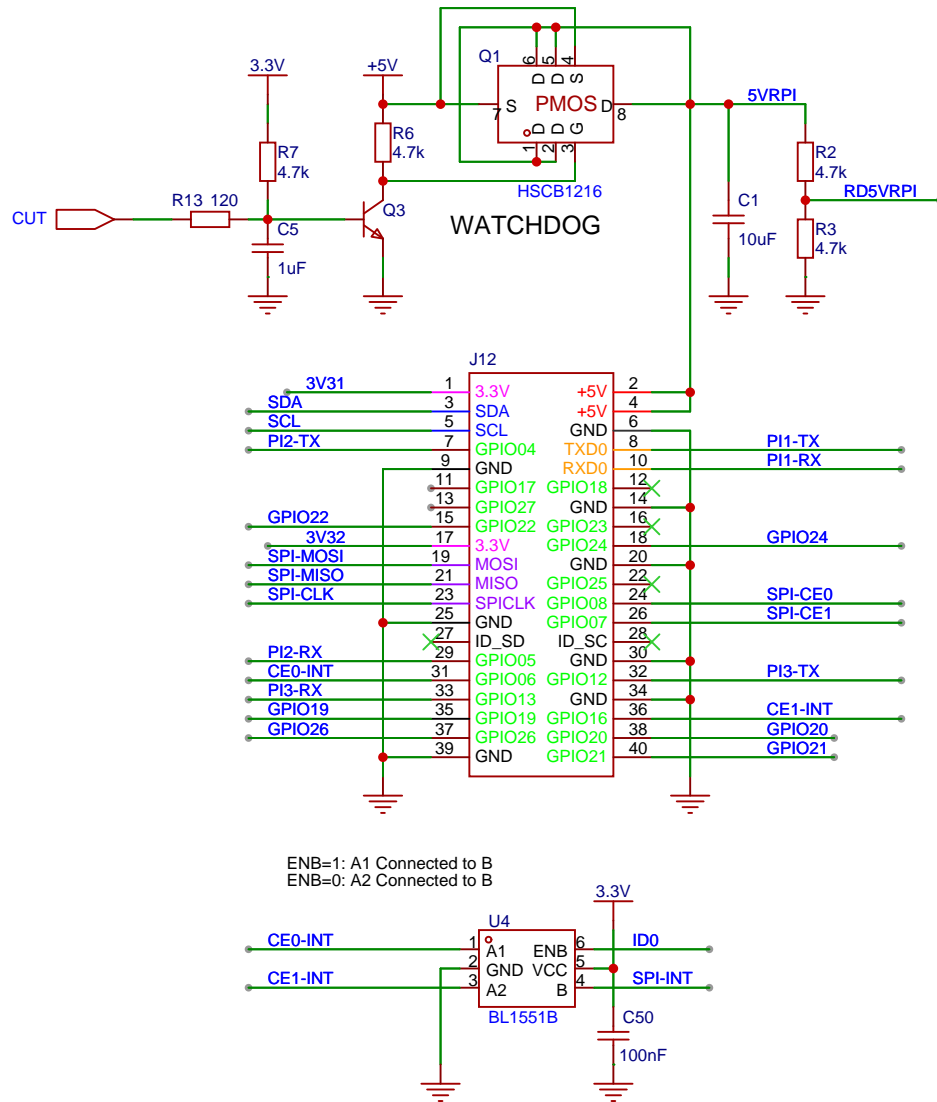 3.3V
+5V
Q1
6 5 4
D D S
7 S PMOS D 8
D D G
1 2 3
HSCB1216
5VRPI
R7
4.7k
R6
4.7k
R2
4.7k
R13 120
CUT
Q3
C5
1uF
WATCHDOG
C1
10uF
RD5VRPI
R3
4.7k
J12
3V31 1 3.3V +5V 2
SDA 3 SDA +5V 4
SCL 5 SCL GND 6
PI2-TX 7 GPIO04 TXD0 8 PI1-TX
9 GND RXD0 10 PI1-RX
11 GPIO17 GPIO18 12
13 GPIO27 GND 14
GPIO22 15 GPIO22 GPIO23 16
3V32 17 3.3V GPIO24 18 GPIO24
SPI-MOSI 19 MOSI GND 20
SPI-MISO 21 MISO GPIO25 22
SPI-CLK 23 SPICLK GPIO08 24 SPI-CE0
25 GND GPIO07 26 SPI-CE1
27 ID_SD ID_SC 28
PI2-RX 29 GPIO05 GND 30
CE0-INT 31 GPIO06 GPIO12 32 PI3-TX
PI3-RX 33 GPIO13 GND 34
GPIO19 35 GPIO19 GPIO16 36 CE1-INT
GPIO26 37 GPIO26 GPIO20 38 GPIO20
39 GND GPIO21 40 GPIO21
ENB=1: A1 Connected to B
ENB=0: A2 Connected to B
3.3V
U4
CE0-INT 1 A1 ENB 6 ID0
2 GND VCC 5
CE1-INT 3 A2 B 4 SPI-INT
BL1551B
C50
100nF